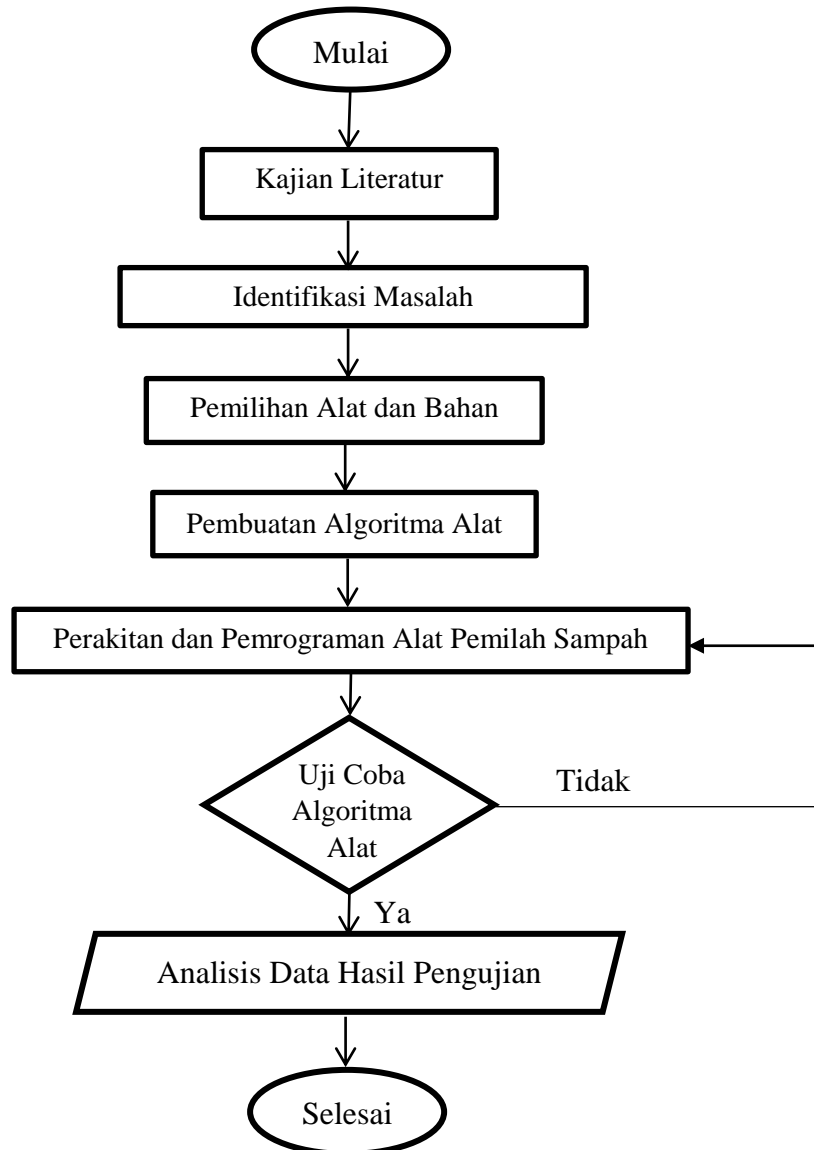 Mulai
Kajian Literatur
Identifikasi Masalah
Pemilihan Alat dan Bahan
Pembuatan Algoritma Alat
Perakitan dan Pemrograman Alat Pemilah Sampah
Uji Coba
Algoritma
Alat
Tidak
Ya
Analisis Data Hasil Pengujian
Selesai